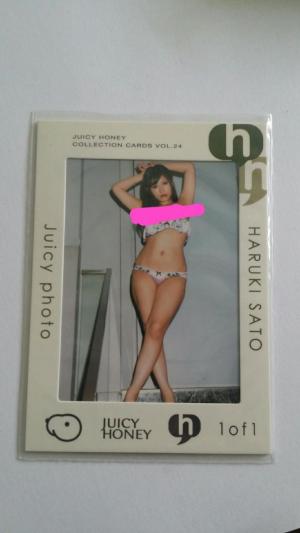 JUICY HONEY
COLLECTION CARDS VOL.24
Juicy photo
HARUKI SATO
JUICY
HONEY
1of1